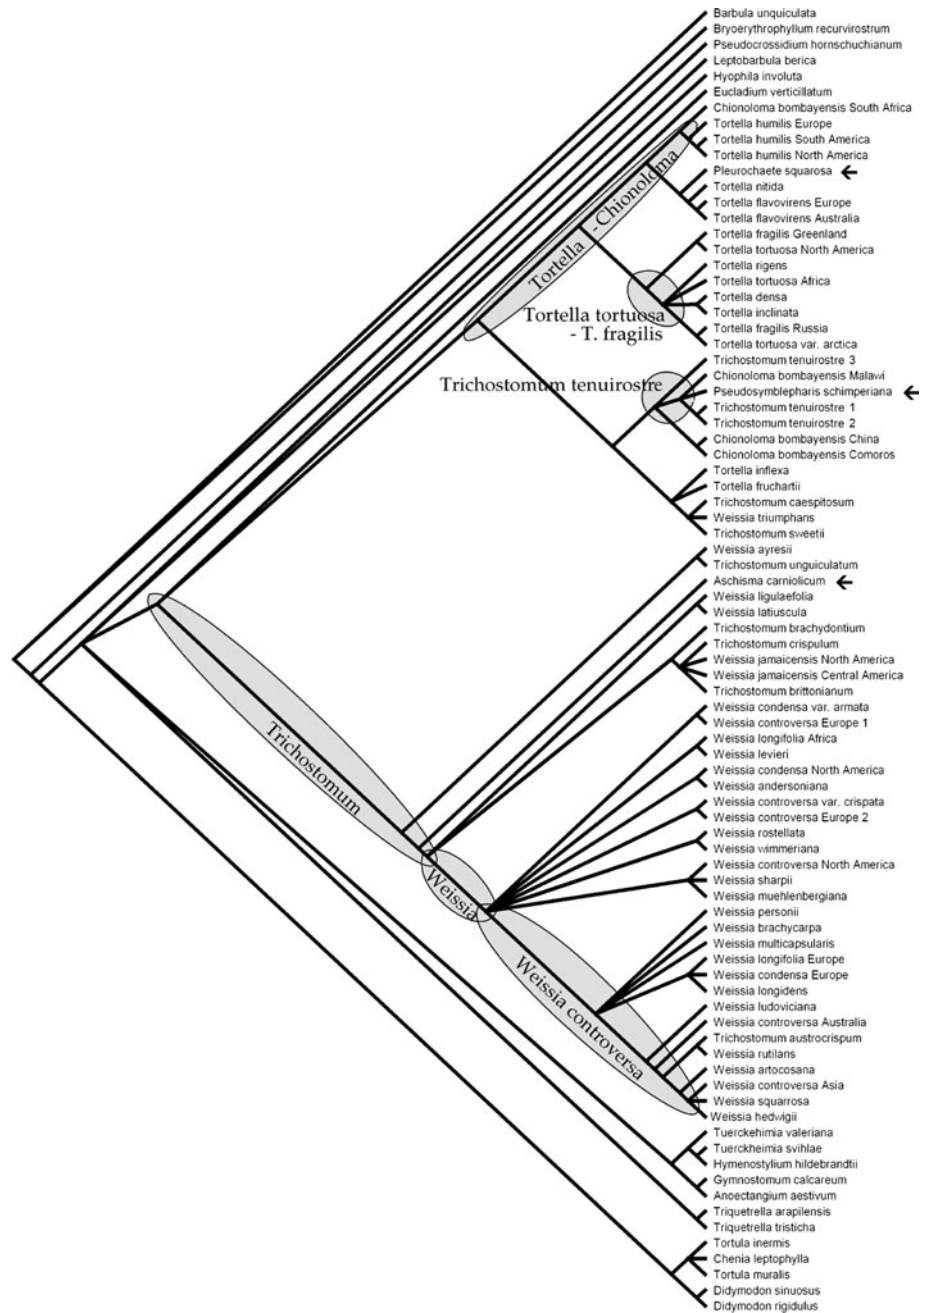 Barbula unquiculata
Bryoerythrophyllum recurvirostrum
Pseudocrossidium hornschuchianum
Leptobarbula berica
Hyophila involuta
Eucladium verticillatum
Chionoloma bombayensis South Africa
Tortella humilis Europe
Tortella humilis South America
Tortella humilis North America
Pleurochaete squarosa
Tortella nitida
Tortella flavovirens Europe
Tortella flavovirens Australia
Tortella fragilis Greenland
Tortella tortuosa North America
Tortella rigens
Tortella tortuosa Africa
Tortella densa
Tortella inclinata
Tortella fragilis Russia
Tortella tortuosa var. arctica
Trichostomum tenuirostre 3
Chionoloma bombayensis Malawi
Pseudosymblepharis schimperiana
Trichostomum tenuirostre 1
Trichostomum tenuirostre 2
Chionoloma bombayensis China
Chionoloma bombayensis Comoros
Tortella inflexa
Tortella fruchartii
Trichostomum caespitosum
Weissia triumphans
Trichostomum sweetii
Weissia ayresii
Trichostomum unguiculatum
Aschisma carniolicum
Weissia ligulaefolia
Weissia latiuscula
Trichostomum brachydontium
Trichostomum crispulum
Weissia jamaicensis North America
Weissia jamaicensis Central America
Trichostomum brittonianum
Weissia condensa var. armata
Weissia controversa Europe 1
Weissia longifolia Africa
Weissia levieri
Weissia condensa North America
Weissia andersoniana
Weissia controversa var. crispata
Weissia controversa Europe 2
Weissia rostellata
Weissia wimmeriana
Weissia controversa North America
Weissia sharpii
Weissia muehlenbergiana
Weissia personii
Weissia brachycarpa
Weissia multicapsularis
Weissia longifolia Europe
Weissia condensa Europe
Weissia longidens
Weissia ludoviciana
Weissia controversa Australia
Trichostomum austrocrispum
Weissia rutilans
Weissia artocosana
Weissia controversa Asia
Weissia squarrosa
Weissia hedwigii
Tuerckehimia valeriana
Tuerckheimia svihlae
Hymenostylium hildebrandtii
Gymnostomum calcareum
Anoectangium aestivum
Triquetrella arapilensis
Triquetrella tristicha
Tortula inermis
Chenia leptophylla
Tortula muralis
Didymodon sinuosus
Didymodon rigidulus
Tortella - Chionoloma
Tortella tortuosa
- T. fragilis
Trichostomum tenuirostre
Trichostomum
Weissia
Weissia controversa